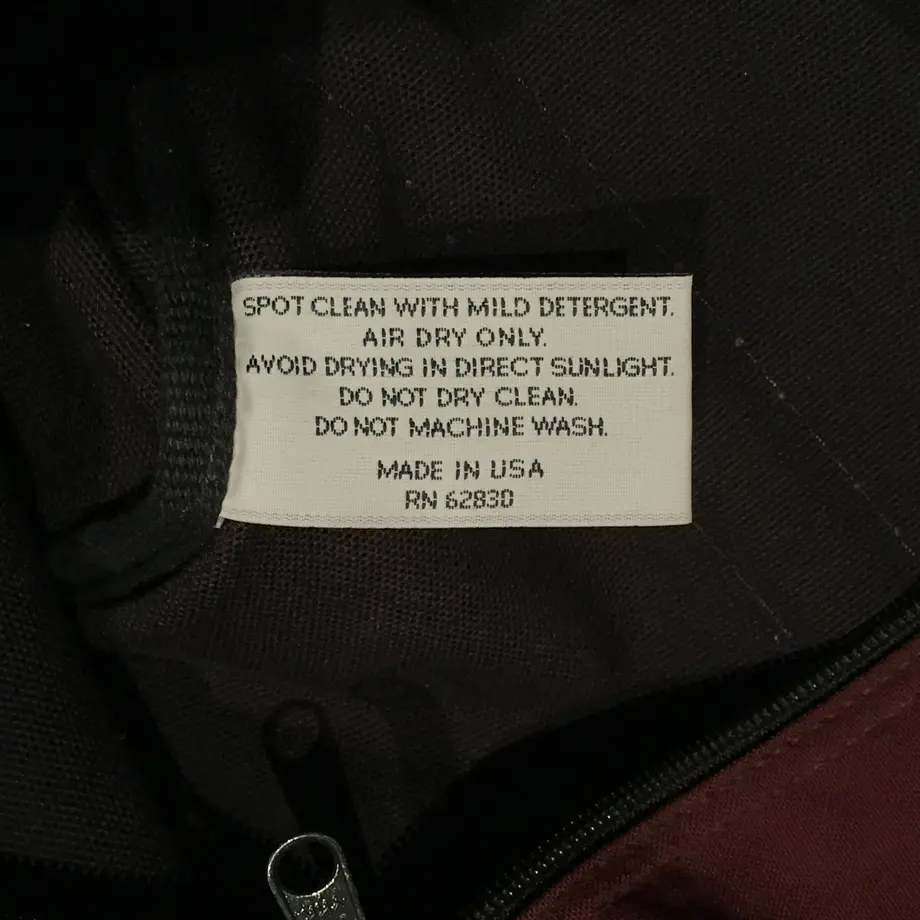 SPOT CLEAN WITH MILD DETERGENT.
AIR DRY ONLY.
AVOID DRYING IN DIRECT SUNLIGHT.
DO NOT DRY CLEAN.
DO NOT MACHINE WASH.
MADE IN USA
RN 62830